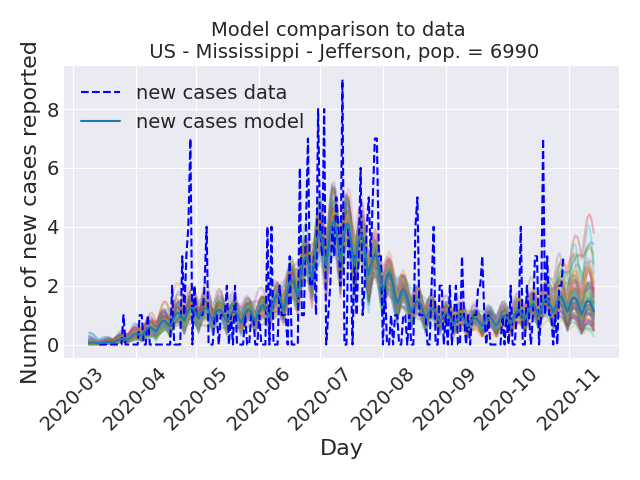 Model comparison to data
US - Mississippi - Jefferson, pop. = 6990
Number of new cases reported
new cases data
new cases model
8
6
4
2
0
2020-03
2020-04
2020-05
2020-06
2020-07
2020-08
2020-09
2020-10
2020-11
Day